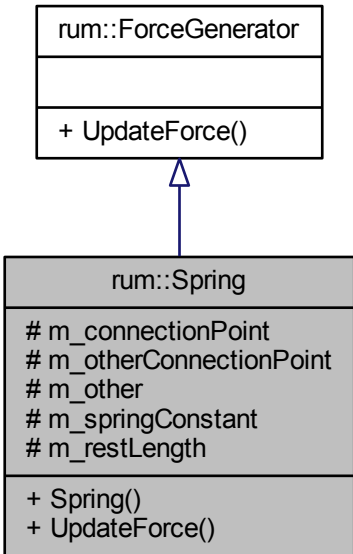 rum::ForceGenerator
+ UpdateForce()
rum::Spring
# m_connectionPoint
# m_otherConnectionPoint
# m_other
# m_springConstant
# m_restLength
+ Spring()
+ UpdateForce()